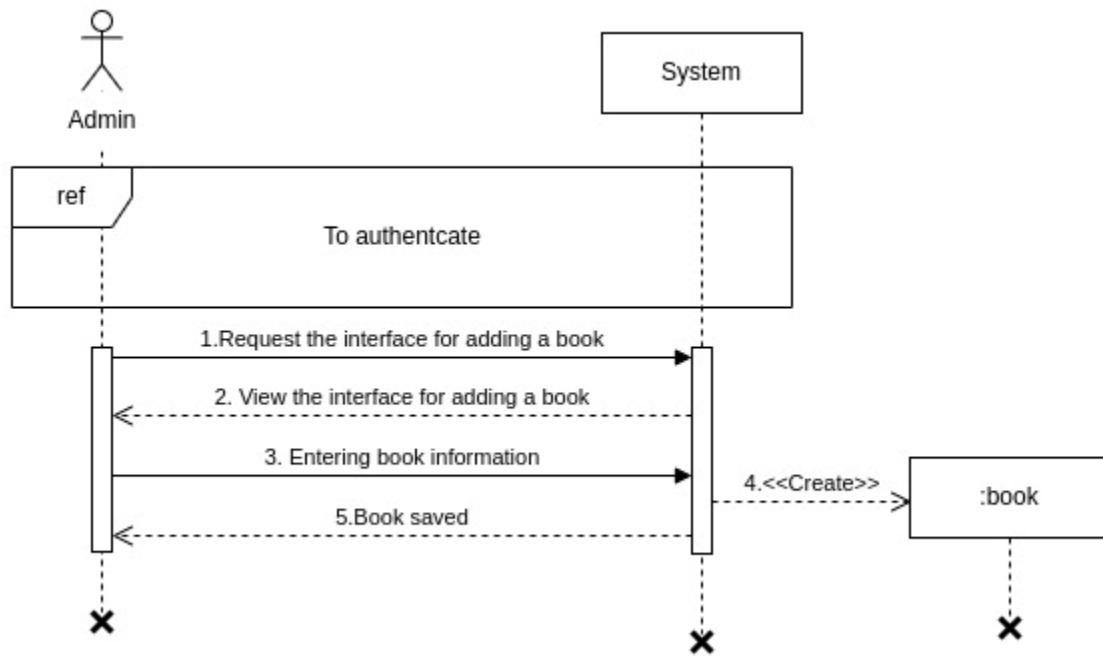 Admin
System
ref
To authentcate
1.Request the interface for adding a book
2. View the interface for adding a book
3. Entering book information
4.<<Create>>
:book
5.Book saved